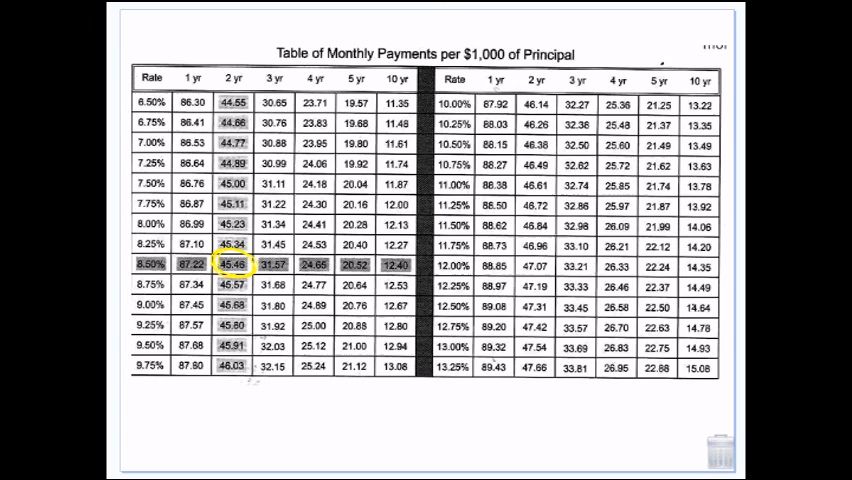 Table of Monthly Payments per $1,000 of Principal
Rate 1 yr 2 yr 3 yr 4 yr 5 yr 10 yr Rate 1 yr 2 yr 3 yr 4 yr 5 yr 10 yr
6.50% 86.30 44.55 30.65 23.71 19.57 11.35 10.00% 87.92 46.14 32.27 25.36 21.25 13.22
6.75% 86.41 44.66 30.76 23.83 19.68 11.48 10.25% 88.03 46.26 32.38 25.48 21.37 13.35
7.00% 86.53 44.77 30.88 23.95 19.80 11.61 10.50% 88.15 46.38 32.50 25.60 21.49 13.49
7.25% 86.64 44.89 30.99 24.06 19.92 11.74 10.75% 88.27 46.49 32.62 25.72 21.62 13.63
7.50% 86.76 45.00 31.11 24.18 20.04 11.87 11.00% 88.38 46.61 32.74 25.85 21.74 13.78
7.75% 86.87 45.11 31.22 24.30 20.16 12.00 11.25% 88.50 46.72 32.86 25.97 21.87 13.92
8.00% 86.99 45.23 31.34 24.41 20.28 12.13 11.50% 88.62 46.84 32.98 26.09 21.99 14.06
8.25% 87.10 45.34 31.45 24.53 20.40 12.27 11.75% 88.73 46.96 33.10 26.21 22.12 14.20
8.50% 87.22 45.46 31.57 24.65 20.52 12.40 12.00% 88.85 47.07 33.21 26.33 22.24 14.35
8.75% 87.34 45.57 31.68 24.77 20.64 12.53 12.25% 88.97 47.19 33.33 26.46 22.37 14.49
9.00% 87.45 45.68 31.80 24.89 20.76 12.67 12.50% 89.08 47.31 33.45 26.58 22.50 14.64
9.25% 87.57 45.80 31.92 25.00 20.88 12.80 12.75% 89.20 47.42 33.57 26.70 22.63 14.78
9.50% 87.68 45.91 32.03 25.12 21.00 12.94 13.00% 89.32 47.54 33.69 26.83 22.75 14.93
9.75% 87.80 46.03 32.15 25.24 21.12 13.08 13.25% 89.43 47.66 33.81 26.95 22.88 15.08